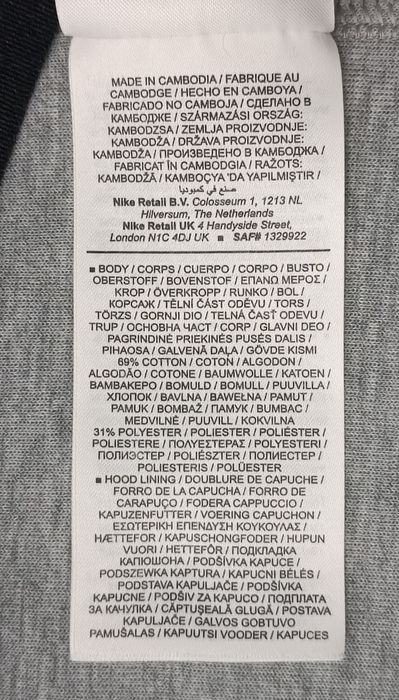 MADE IN CAMBODIA / FABRIQUE AU
CAMBODGE / HECHO EN CAMBOYA /
FABRICADO NO CAMBOJA / СДЕЛАНО В
КАМБОДЖЕ / SZÁRMAZÁSI ORSZÁG:
KAMBODZSA / ZEMLJA PROIZVODNJE:
KAMBODŽA / DRŽAVA PROIZVODNJE:
KAMBODŽA / ПРОИЗВЕДЕНО В КАМБОДЖА /
FABRICAT ÎN CAMBODGIA / RAŽOTS:
KAMBODŽĀ / KAMBOÇYA 'DA YAPILMIŞTIR /
صنع في كمبوديا
Nike Retail B.V. Colosseum 1, 1213 NL
Hilversum, The Netherlands
Nike Retail UK 4 Handyside Street,
London N1C 4DJ UK ■ SAF# 1329922
■ BODY / CORPS / CUERPO / CORPO / BUSTO /
OBERSTOFF / BOVENSTOF / ΕΠΑΝΩ ΜΕΡΟΣ /
KROP / ÖVERKROPP / RUNKO / BOL /
КОРСАЖ / TĚLNÍ ČÁST ODĚVU / TORS /
TÖRZS / GORNJI DIO / TELNÁ ČASŤ ODEVU /
TRUP / ОСНОВНА ЧАСТ / CORP / GLAVNI DEO /
PAGRINDINĖ PRIEKINĖS PUSĖS DALIS /
PIHAOSA / GALVENĀ DAĻA / GÖVDE KISMI
69% COTTON / COTON / ALGODON /
ALGODÃO / COTONE / BAUMWOLLE / KATOEN /
ΒΑΜΒΑΚΕΡΟ / BOMULD / BOMULL / PUUVILLA /
ХЛОПОК / BAVLNA / BAWEŁNA / PAMUT /
PAMUK / BOMBAŽ / ПАМУК / BUMBAC /
MEDVILNĖ / PUUVILL / KOKVILNA
31% POLYESTER / POLIESTER / POLIÉSTER /
POLIESTERE / ΠΟΛΥΕΣΤΕΡΑΣ / POLYESTERI /
ПОЛИЭСТЕР / POLIÉSZTER / ПОЛИЕСТЕР /
POLIESTERIS / POLÜESTER
■ HOOD LINING / DOUBLURE DE CAPUCHE /
FORRO DE LA CAPUCHA / FORRO DE
CARAPUÇO / FODERA CAPPUCCIO /
KAPUZENFUTTER / VOERING CAPUCHON /
ΕΣΩΤΕΡΙΚΗ ΕΠΕΝΔΥΣΗ ΚΟΥΚΟΥΛΑΣ /
HÆTTEFOR / KAPUSCHONGFODER / HUPUN
VUORI / HETTEFÔR / ПОДКЛАДКА
КАПЮШОНА / PODŠÍVKA KAPUCE /
PODSZEWKA KAPTURA / KAPUCNI BÉLÉS /
PODSTAVA KAPULJAČE / PODŠÍVKA
KAPUCNE / PODŠIV ZA KAPUCO / ПОДПЛАТА
ЗА КАЧУЛКА / CĂPTUȘEALĂ GLUGĂ / POSTAVA
KAPULJAČE / GALVOS GOBTUVO
PAMUŠALAS / KAPUUTSI VOODER / KAPUCES